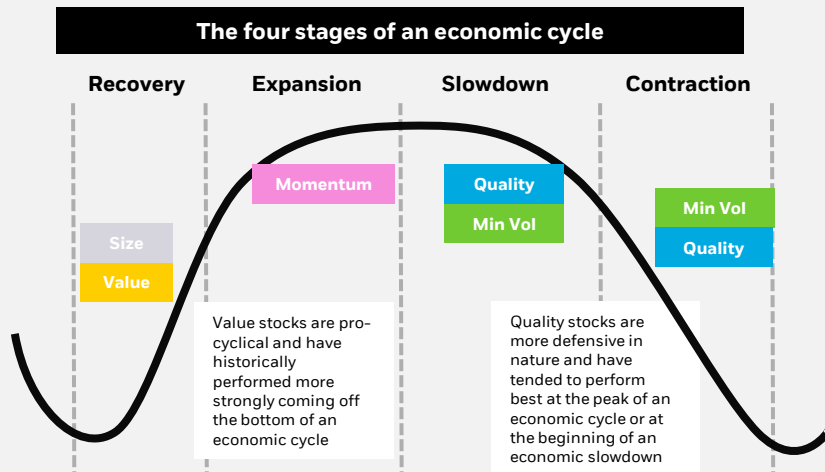 The four stages of an economic cycle
Recovery
Expansion
Slowdown
Contraction
Size
Value
Momentum
Quality
Min Vol
Min Vol
Quality
Value stocks are pro-
cyclical and have
historically
performed more
strongly coming off
the bottom of an
economic cycle
Quality stocks are
more defensive in
nature and have
tended to perform
best at the peak of an
economic cycle or at
the beginning of an
economic slowdown